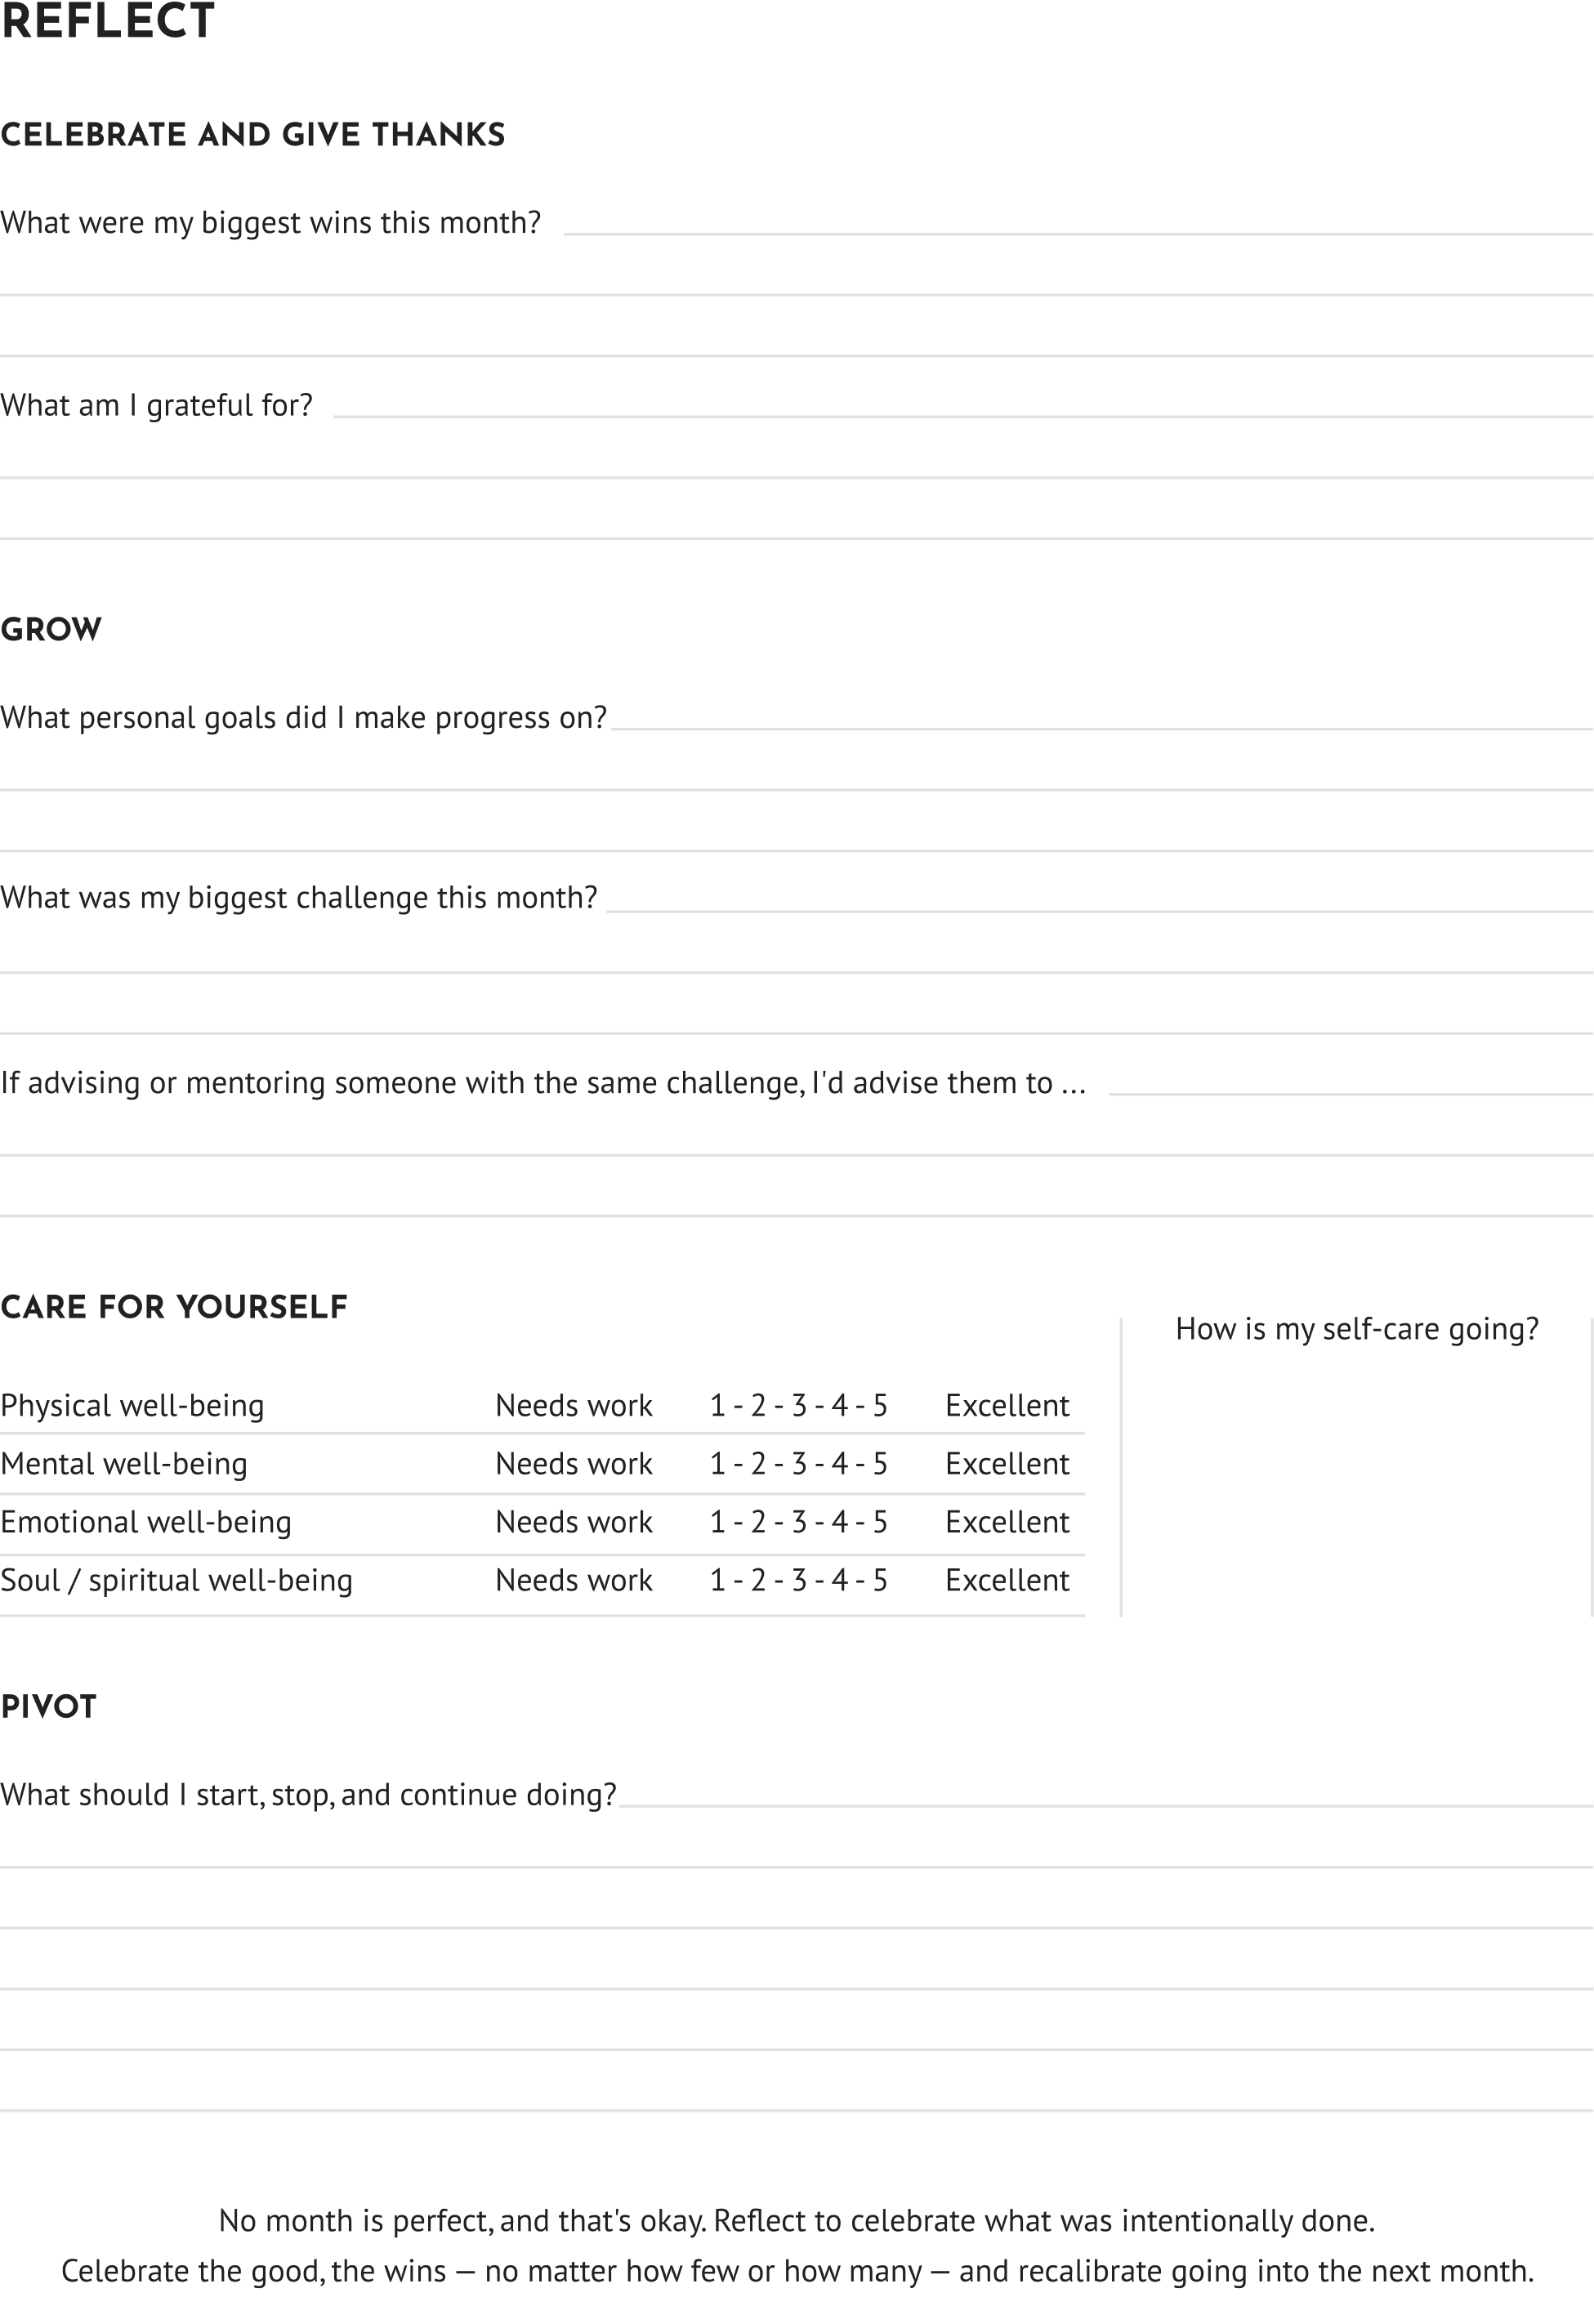 REFLECT
CELEBRATE AND GIVE THANKS
What were my biggest wins this month?
What am I grateful for?
GROW
What personal goals did I make progress on?
What was my biggest challenge this month?
If advising or mentoring someone with the same challenge, I'd advise them to ...
CARE FOR YOURSELF
Physical well-being Needs work 1 - 2 - 3 - 4 - 5 Excellent
Mental well-being Needs work 1 - 2 - 3 - 4 - 5 Excellent
Emotional well-being Needs work 1 - 2 - 3 - 4 - 5 Excellent
Soul / spiritual well-being Needs work 1 - 2 - 3 - 4 - 5 Excellent
How is my self-care going?
PIVOT
What should I start, stop, and continue doing?
No month is perfect, and that's okay. Reflect to celebrate what was intentionally done.
Celebrate the good, the wins — no matter how few or how many — and recalibrate going into the next month.